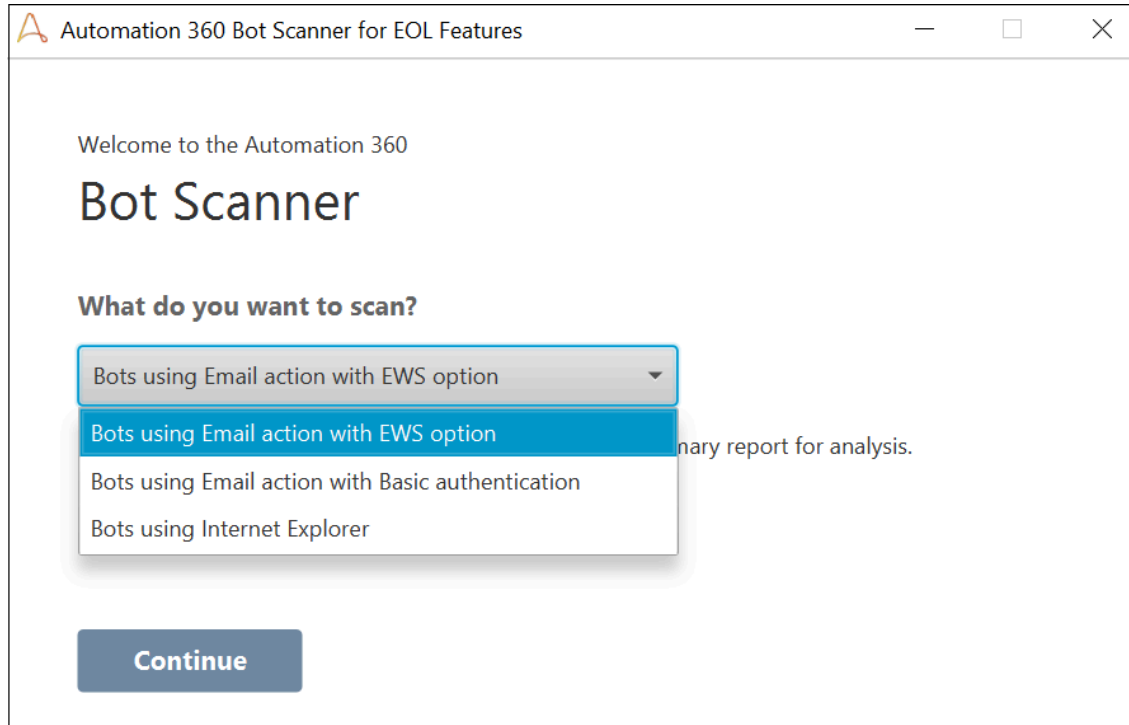 Automation 360 Bot Scanner for EOL Features
Welcome to the Automation 360
Bot Scanner
What do you want to scan?
Bots using Email action with EWS option
Bots using Email action with EWS option
report for analysis.
Bots using Email action with Basic authentication
Bots using Internet Explorer
Continue